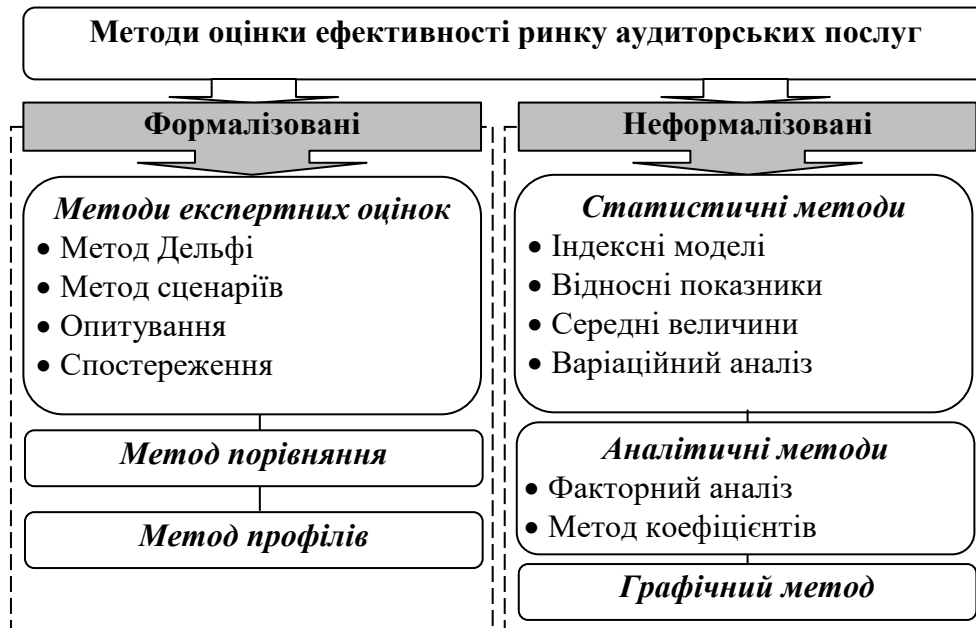 Методи оцінки ефективності ринку аудиторських послуг
Формалізовані
Методи експертних оцінок
• Метод Дельфі
• Метод сценаріїв
• Опитування
• Спостереження
Метод порівняння
Метод профілів
Неформалізовані
Статистичні методи
• Індексні моделі
• Відносні показники
• Середні величини
• Варіаційний аналіз
Аналітичні методи
• Факторний аналіз
• Метод коефіцієнтів
Графічний метод